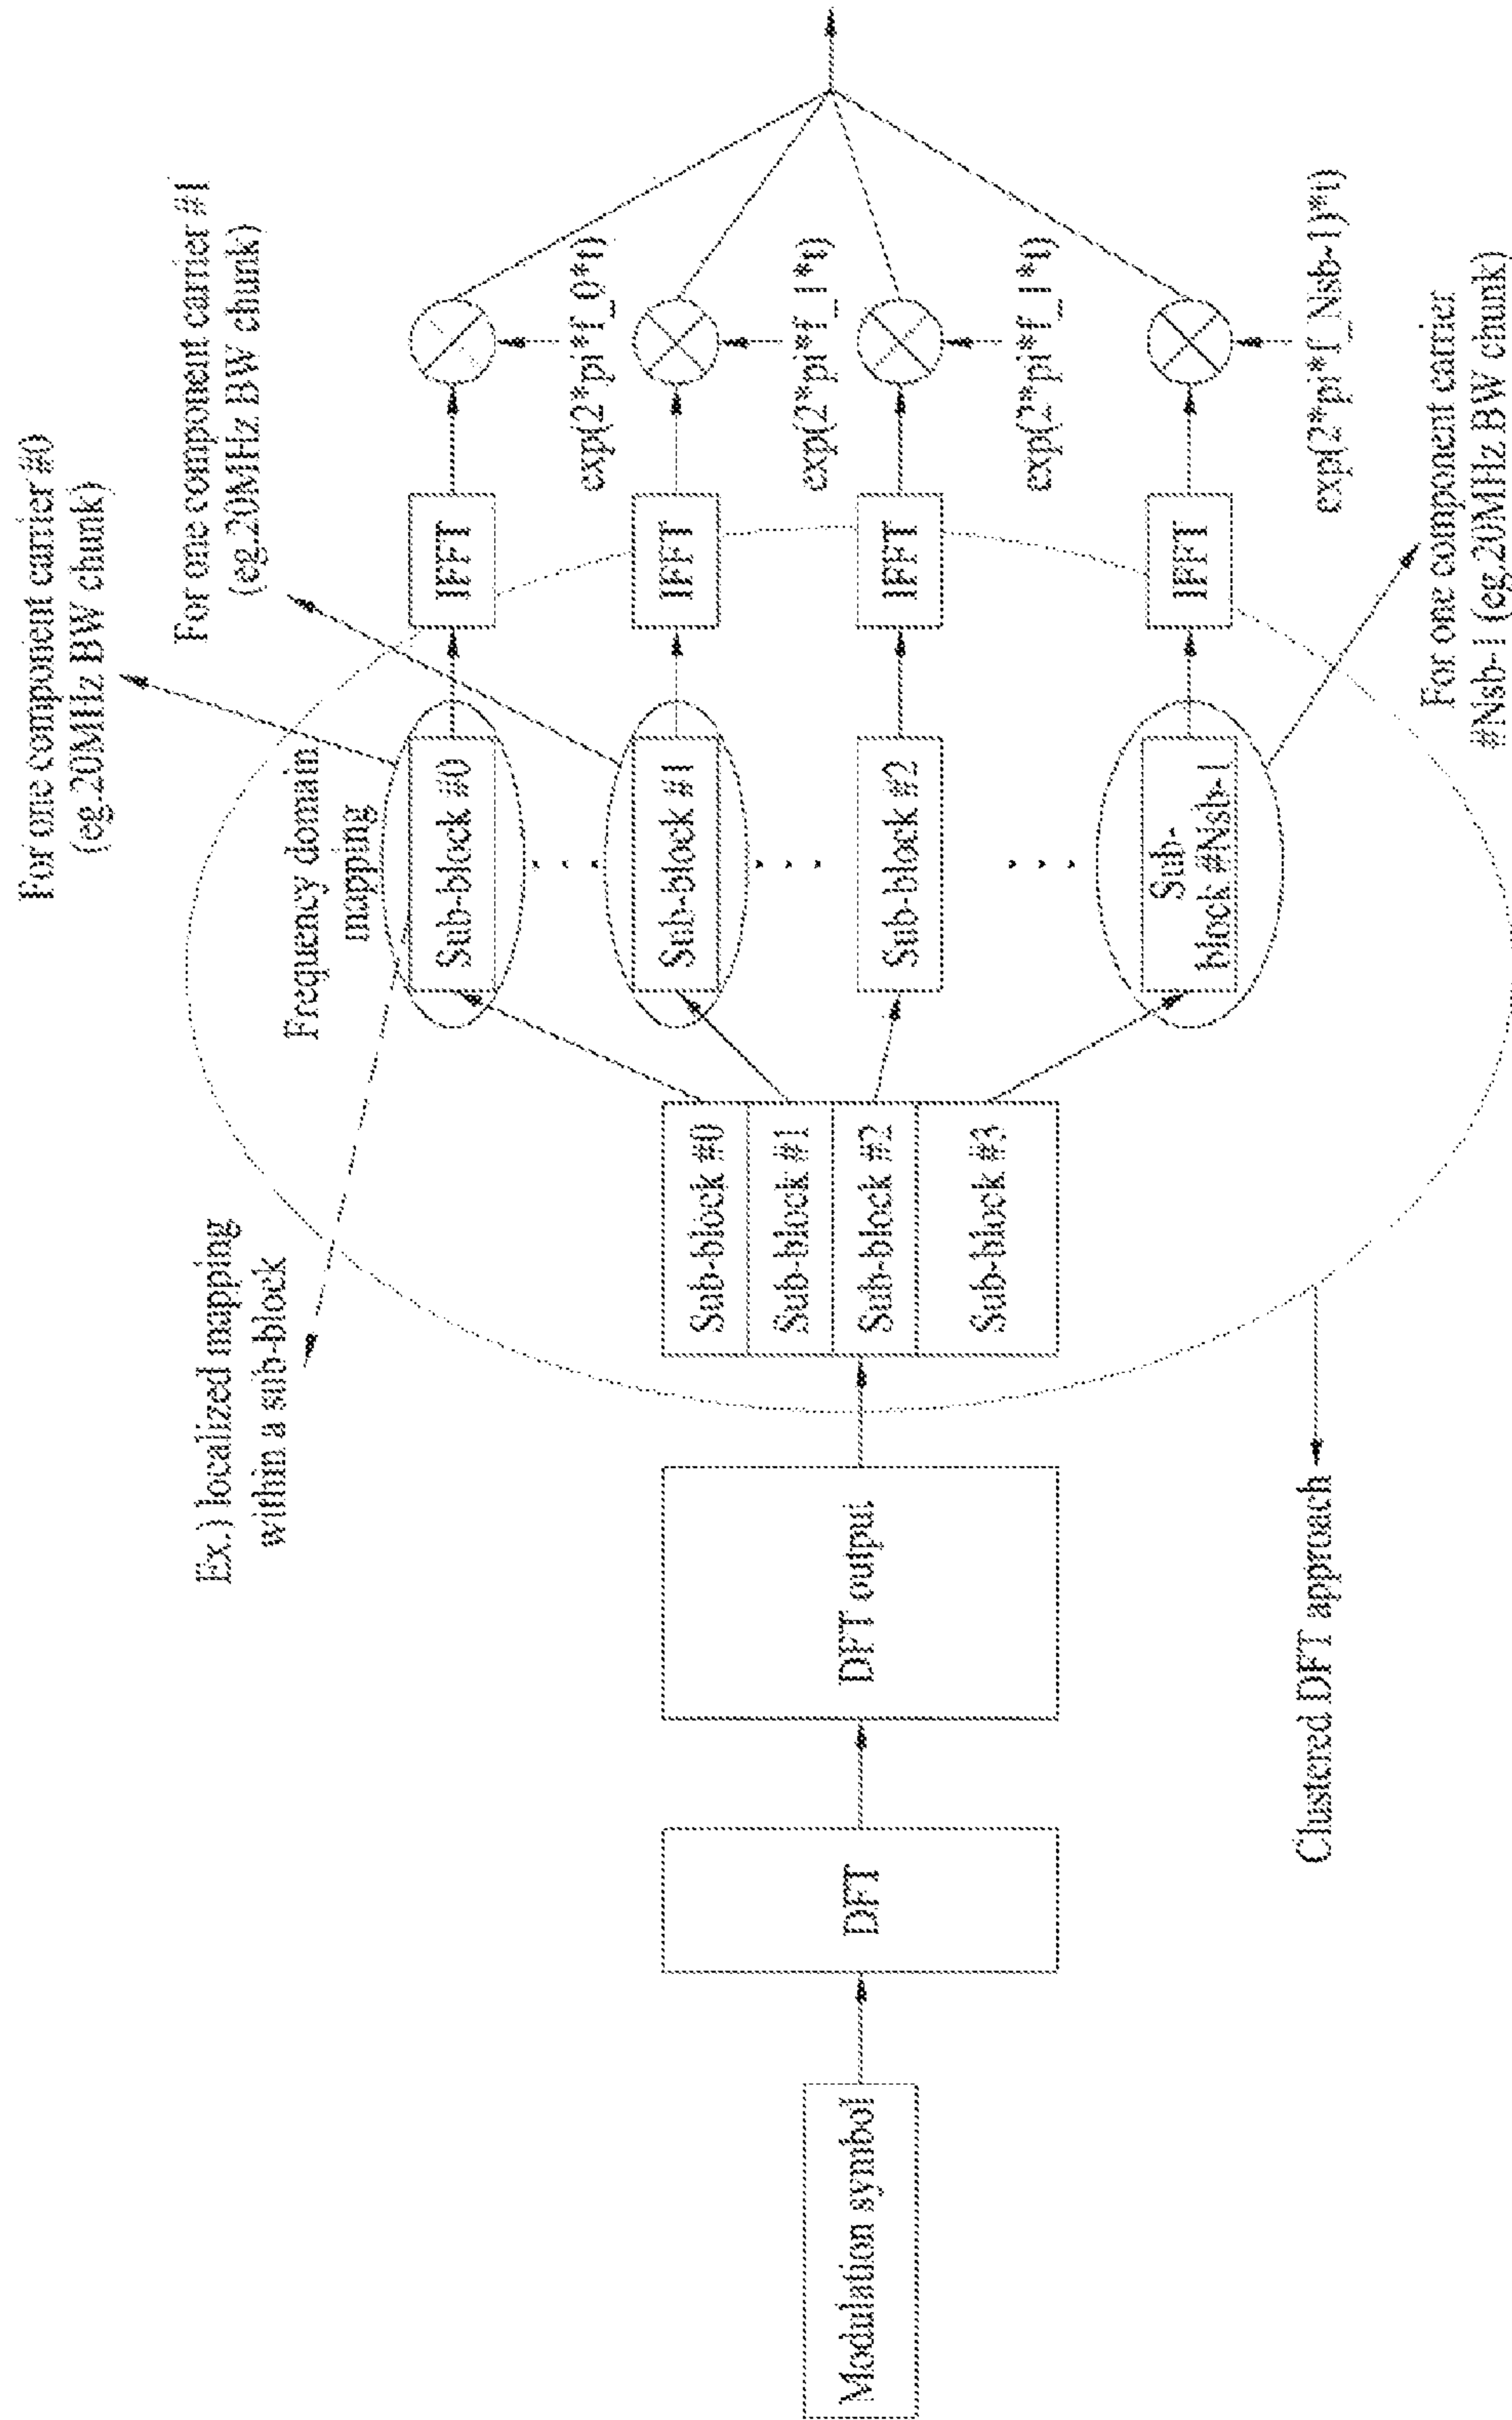 For one component carrier #0
(eg.20MHz BW chunk)
For one component carrier #1
(eg.20MHz BW chunk)
Ex.) localized mapping
within a sub-block
Frequency domain
mapping
Modulation symbol
DFT
DFT output
Sub-block #0
Sub-block #1
Sub-block #2
Sub-block #3
Sub-block #0
IFFT
exp(2*pi*f_0*t)
Sub-block #1
IFFT
exp(2*pi*f_1*t)
Sub-block #2
IFFT
exp(2*pi*f_1*t)
Sub-
block #Nsb-1
IFFT
exp(2*pi*f_Nsb-1)*t)
Clustered DFT approach
For one component carrier
#Nsb-1 (eg.20MHz BW chunk)